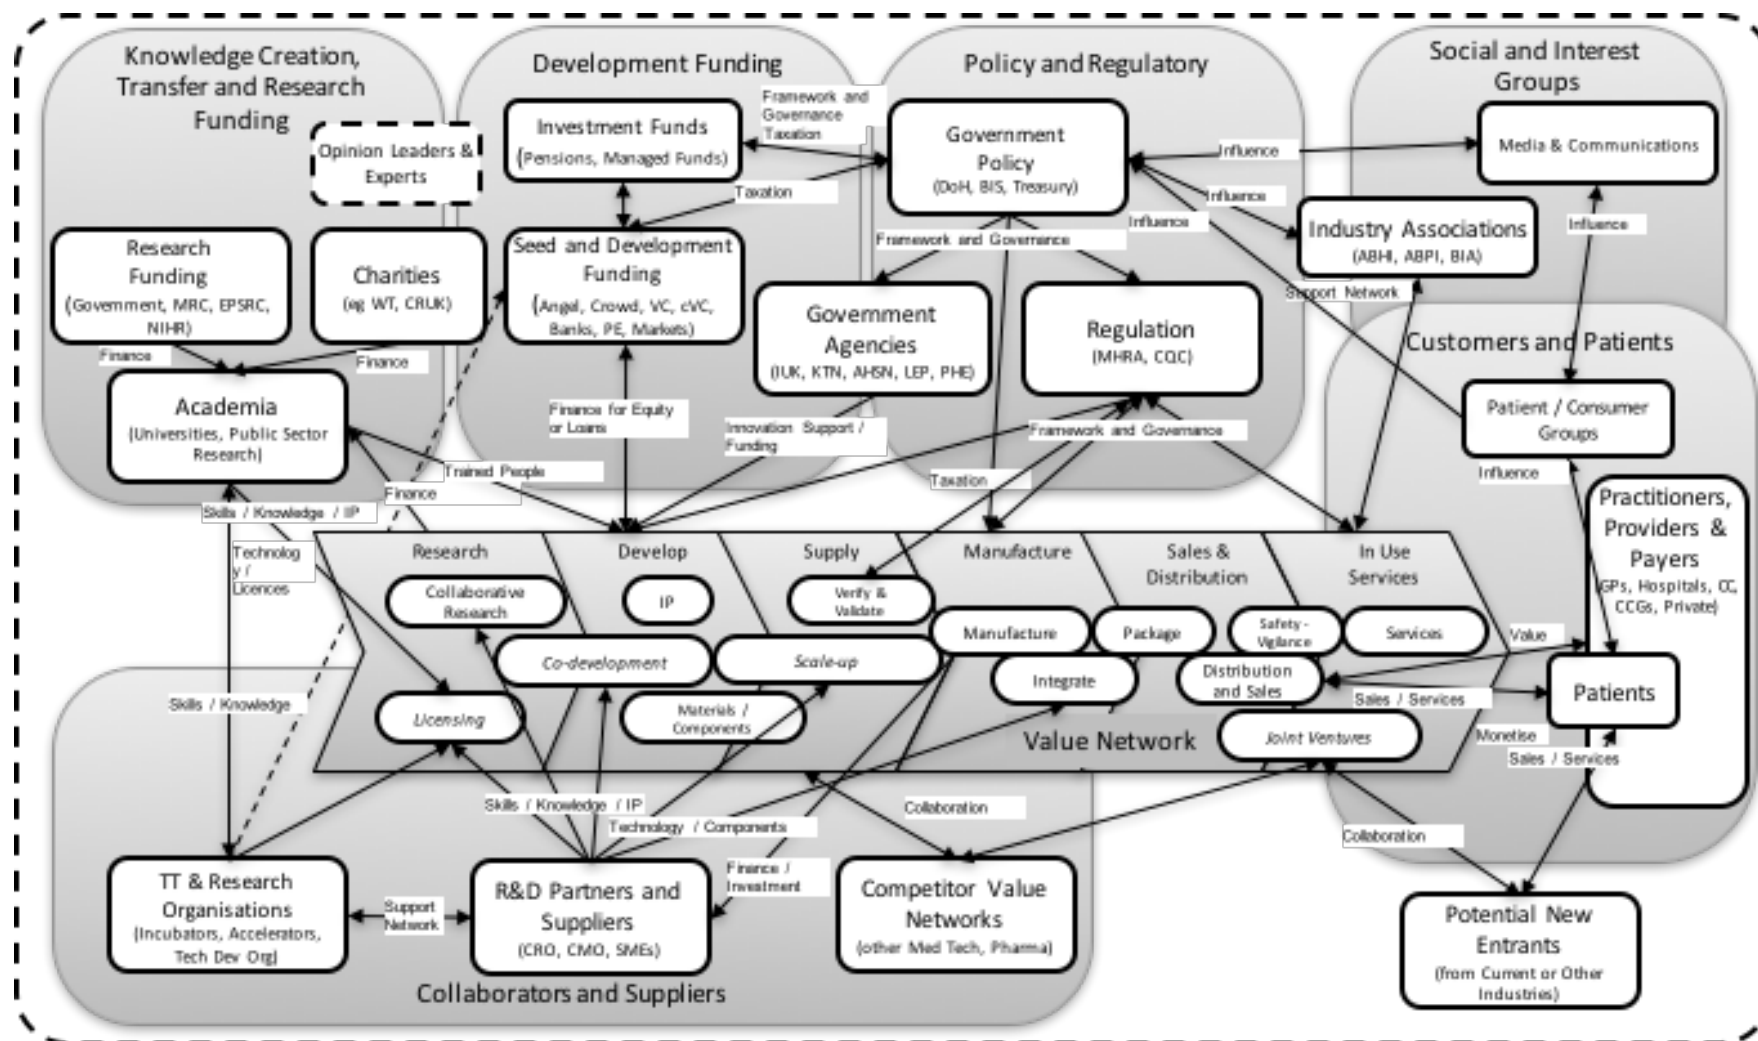 Knowledge Creation,
Transfer and Research
Funding
Opinion Leaders &
Experts
Research
Funding
(Government, MRC, EPSRC,
NIHR)
Charities
(eg WT, CRUK)
Finance
Finance
Academia
(Universities, Public Sector
Research)
Development Funding
Investment Funds
(Pensions, Managed Funds)
Framework and
Governance
Taxation
Taxation
Seed and Development
Funding
(Angel, Crowd, VC, cVC,
Banks, PE, Markets)
Finance for Equity
or Loans
Innovation Support /
Funding
Policy and Regulatory
Government
Policy
(DoH, BIS, Treasury)
Framework and Governance
Government
Agencies
(IUK, KTN, AHSN, LEP, PHE)
Regulation
(MHRA, CQC)
Framework and Governance
Taxation
Influence
Influence
Influence
Social and Interest
Groups
Media & Communications
Industry Associations
(ABHI, ABPI, BIA)
Influence
Support Network
Customers and Patients
Patient / Consumer
Groups
Influence
Practitioners,
Providers &
Payers
GPs, Hospitals, CC,
CCGs, Private)
Patients
Value
Sales / Services
Monetise
Sales / Services
Trained People
Finance
Skills / Knowledge / IP
Technolog
y /
Licences
Skills / Knowledge
Research
Develop
Supply
Manufacture
Sales &
Distribution
In Use
Services
Collaborative
Research
IP
Verify &
Validate
Manufacture
Package
Safety -
Vigilance
Services
Co-development
Scale-up
Integrate
Distribution
and Sales
Licensing
Materials /
Components
Value Network
Joint Ventures
Skills / Knowledge / IP
Technology / Components
Collaboration
Collaboration
Finance /
Investment
TT & Research
Organisations
(Incubators, Accelerators,
Tech Dev Org)
Support
Network
R&D Partners and
Suppliers
(CRO, CMO, SMEs)
Competitor Value
Networks
(other Med Tech, Pharma)
Potential New
Entrants
(from Current or Other
Industries)
Collaborators and Suppliers